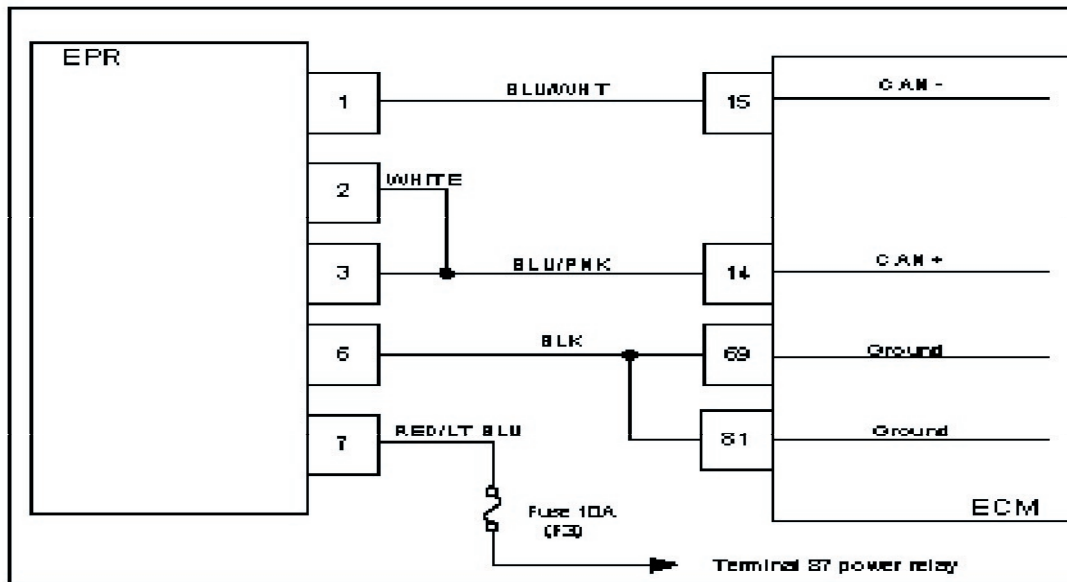 EPR
1
BLU/WHT
15
CAN -
2
WHITE
3
BLU/PNK
14
CAN +
6
BLK
69
Ground
7
RED/LT BLU
81
Ground
Fuse 10A
(F3)
ECM
Terminal 87 power relay